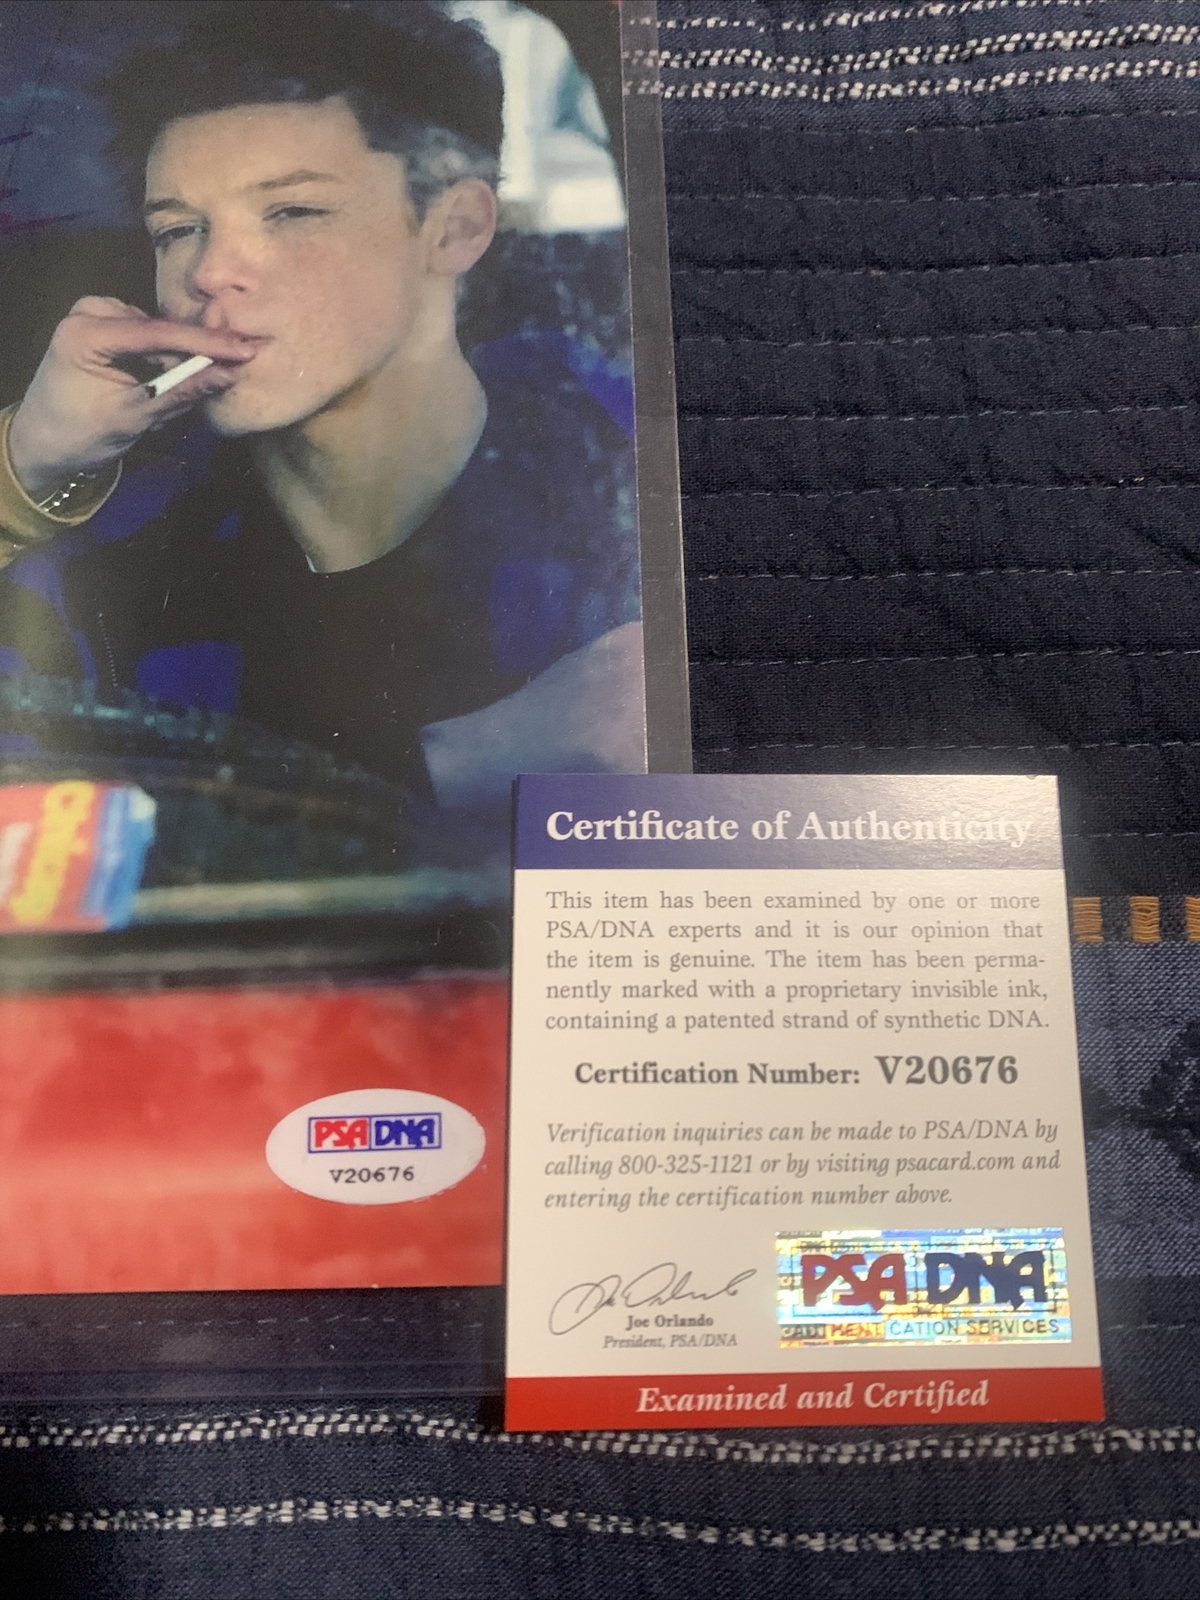 PSA DNA
V20676
Certificate of Authenticity
This item has been examined by one or more
PSA/DNA experts and it is our opinion that
the item is genuine. The item has been perma-
nently marked with a proprietary invisible ink,
containing a patented strand of synthetic DNA.
Certification Number: V20676
Verification inquiries can be made to PSA/DNA by
calling 800-325-1121 or by visiting psacard.com and
entering the certification number above.
Joe Orlando
President, PSA/DNA
PSA DNA
CATION SERVICES
Examined and Certified